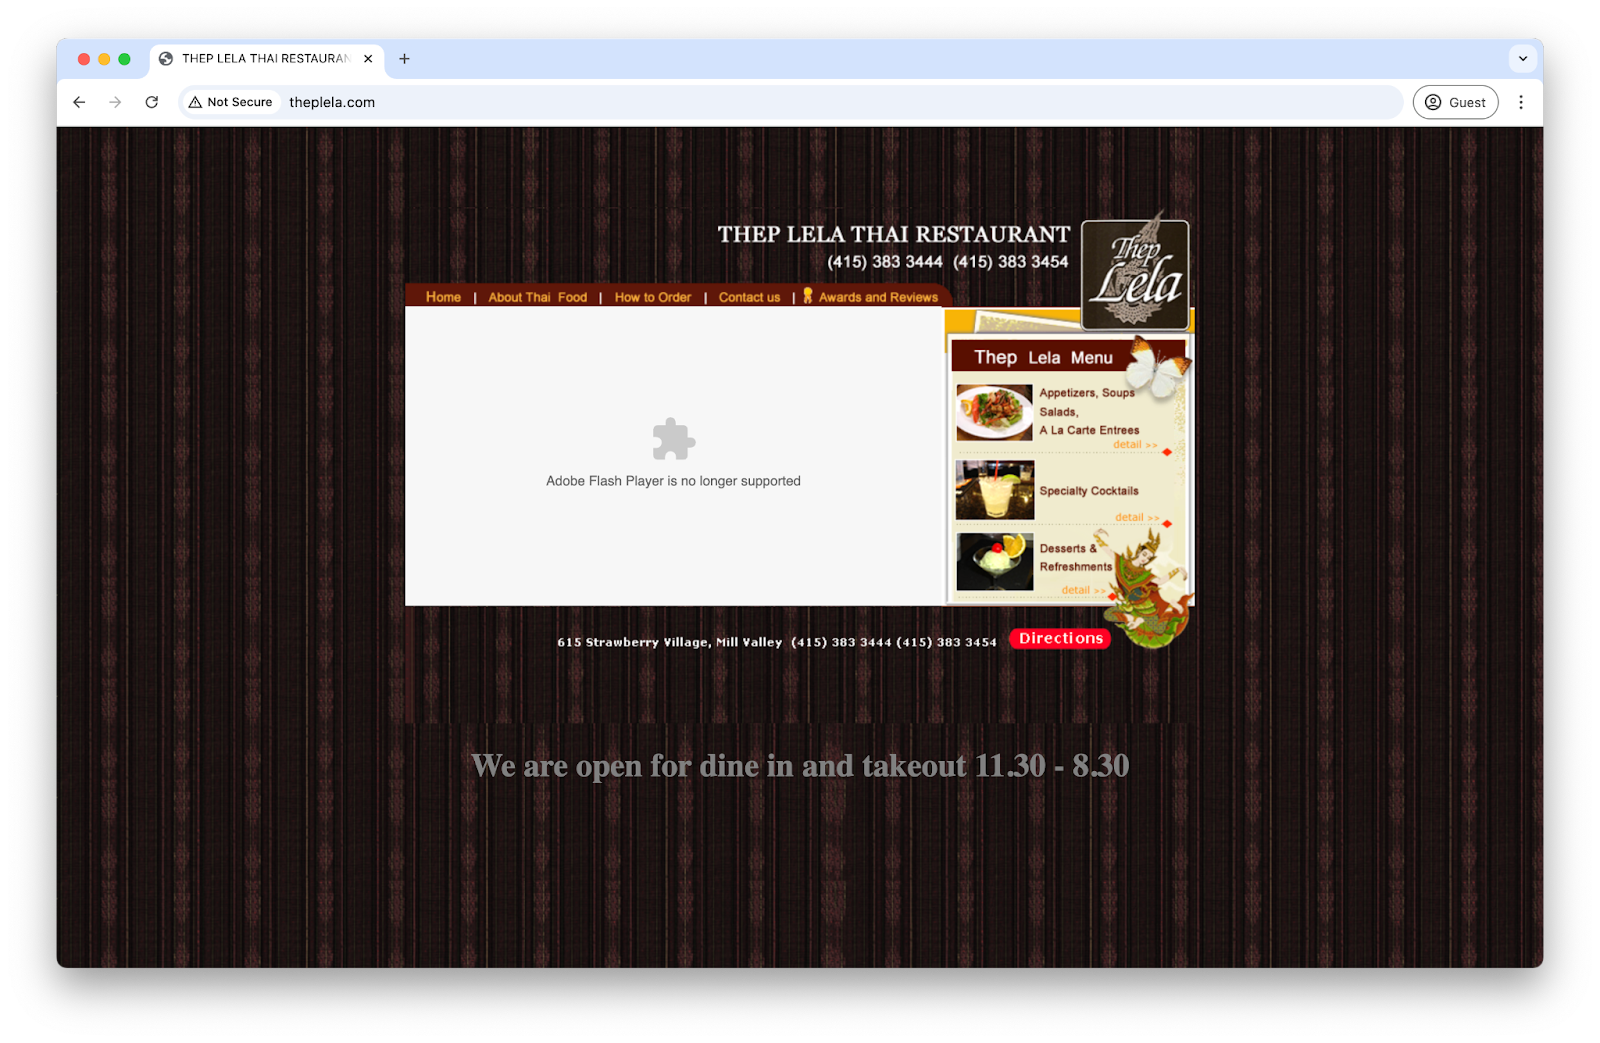 THEP LELA THAI RESTAURAN
Not Secure theplela.com
Guest
THEP LELA THAI RESTAURANT
(415) 383 3444 (415) 383 3454
Thep
Lela
Home | About Thai Food | How to Order | Contact us | Awards and Reviews
Adobe Flash Player is no longer supported
Thep Lela Menu
Appetizers, Soups
Salads,
A La Carte Entrees
detail >>
Specialty Cocktails
detail >>
Desserts &
Refreshments
detail >>
615 Strawberry Village, Mill Valley (415) 383 3444 (415) 383 3454
Directions
We are open for dine in and takeout 11.30 - 8.30